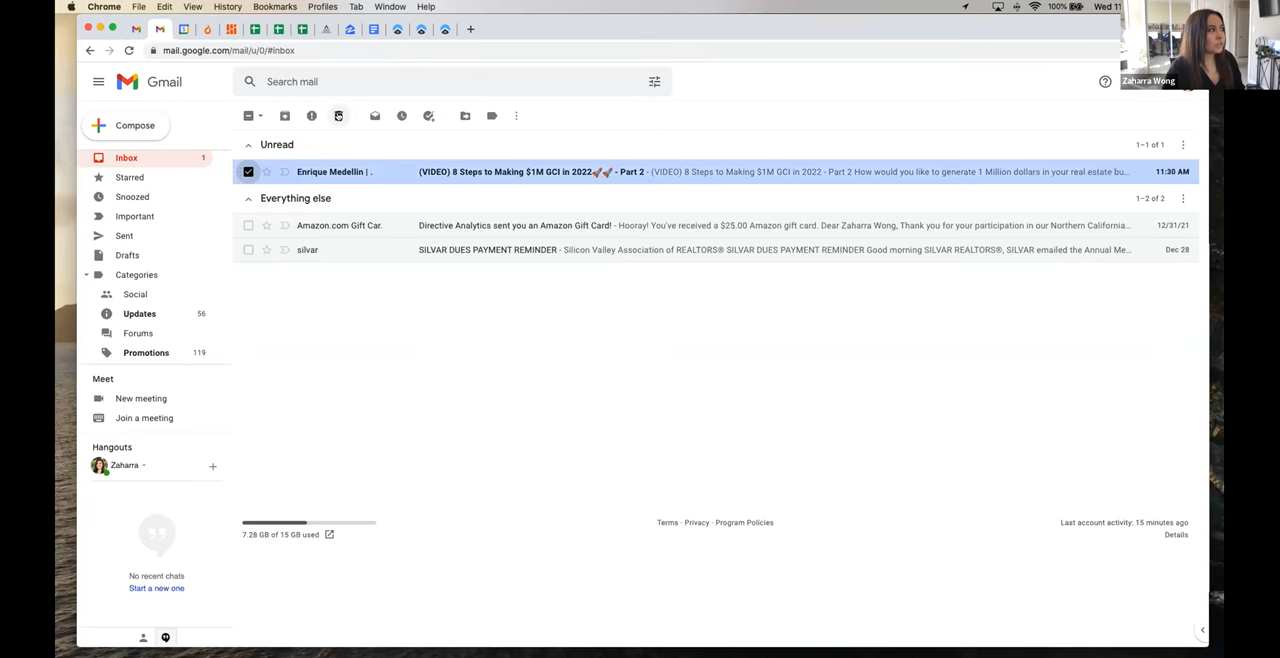 Chrome File Edit View History Bookmarks Profiles Tab Window Help 100% Wed 11
mail.google.com/mail/u/0/#inbox
Zaharra Wong
Gmail Search mail
Compose
Inbox 1
Starred
Snoozed
Important
Sent
Drafts
Categories
Social
Updates 56
Forums
Promotions 119
Meet
New meeting
Join a meeting
Hangouts
Zaharra
No recent chats
Start a new one
Unread 1–1 of 1
Enrique Medellin | . (VIDEO) 8 Steps to Making $1M GCI in 2022🚀🚀 - Part 2 - (VIDEO) 8 Steps to Making $1M GCI in 2022 - Part 2 How would you like to generate 1 Million dollars in your real estate bu... 11:30 AM
Everything else 1–2 of 2
Amazon.com Gift Car. Directive Analytics sent you an Amazon Gift Card! - Hooray! You've received a $25.00 Amazon gift card. Dear Zaharra Wong, Thank you for your participation in our Northern California... 12/31/21
silvar SILVAR DUES PAYMENT REMINDER - Silicon Valley Association of REALTORS® SILVAR DUES PAYMENT REMINDER Good morning SILVAR REALTORS®, SILVAR emailed the Annual Me... Dec 28
7.28 GB of 15 GB used
Terms · Privacy · Program Policies
Last account activity: 15 minutes ago
Details